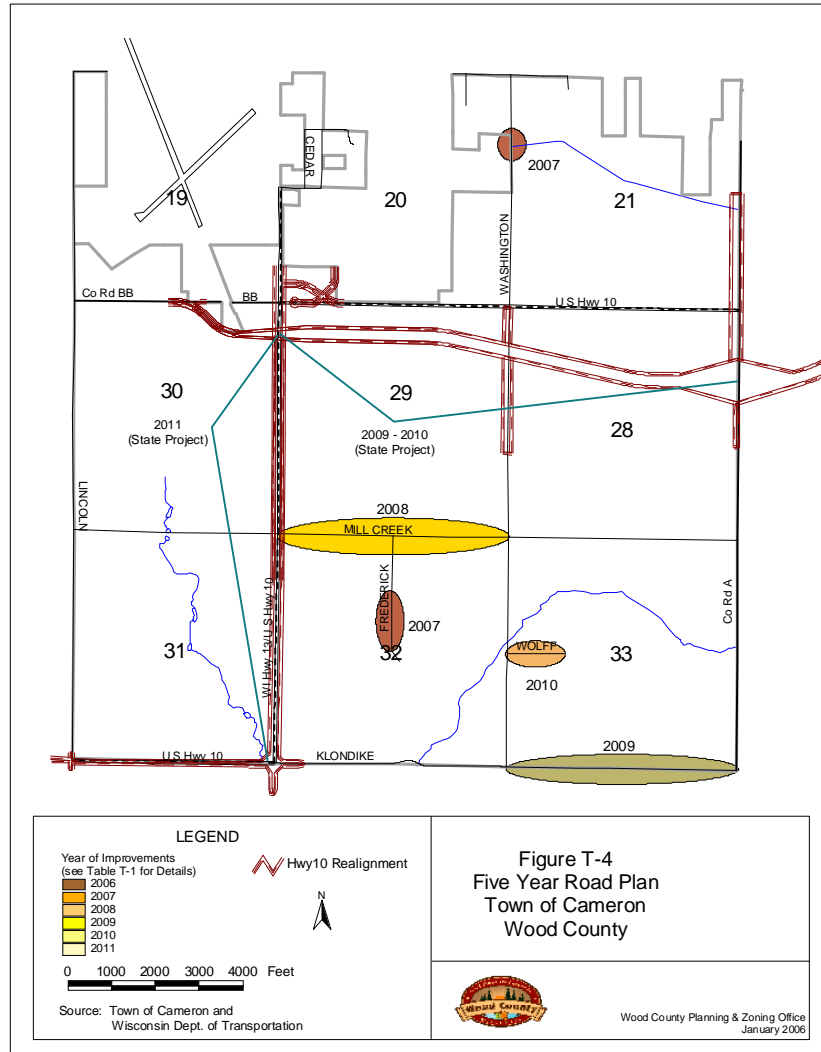 CEDAR
19
20
2007
21
WASHINGTON
Co Rd BB
BB
U S Hwy 10
30
29
28
2011
(State Project)
2009 - 2010
(State Project)
LINCOLN
2008
MILL CREEK
FREDERICK
2007
WI Hwy 13/U S Hwy 10
Co Rd A
31
32
WOLFF
33
2010
U S Hwy 10
KLONDIKE
2009
LEGEND
Year of Improvements
(see Table T-1 for Details)
2006
2007
2008
2009
2010
2011
Hwy10 Realignment
N
0 1000 2000 3000 4000 Feet
Source: Town of Cameron and
Wisconsin Dept. of Transportation
Figure T-4
Five Year Road Plan
Town of Cameron
Wood County
Wood County
Wood County Planning & Zoning Office
January 2006